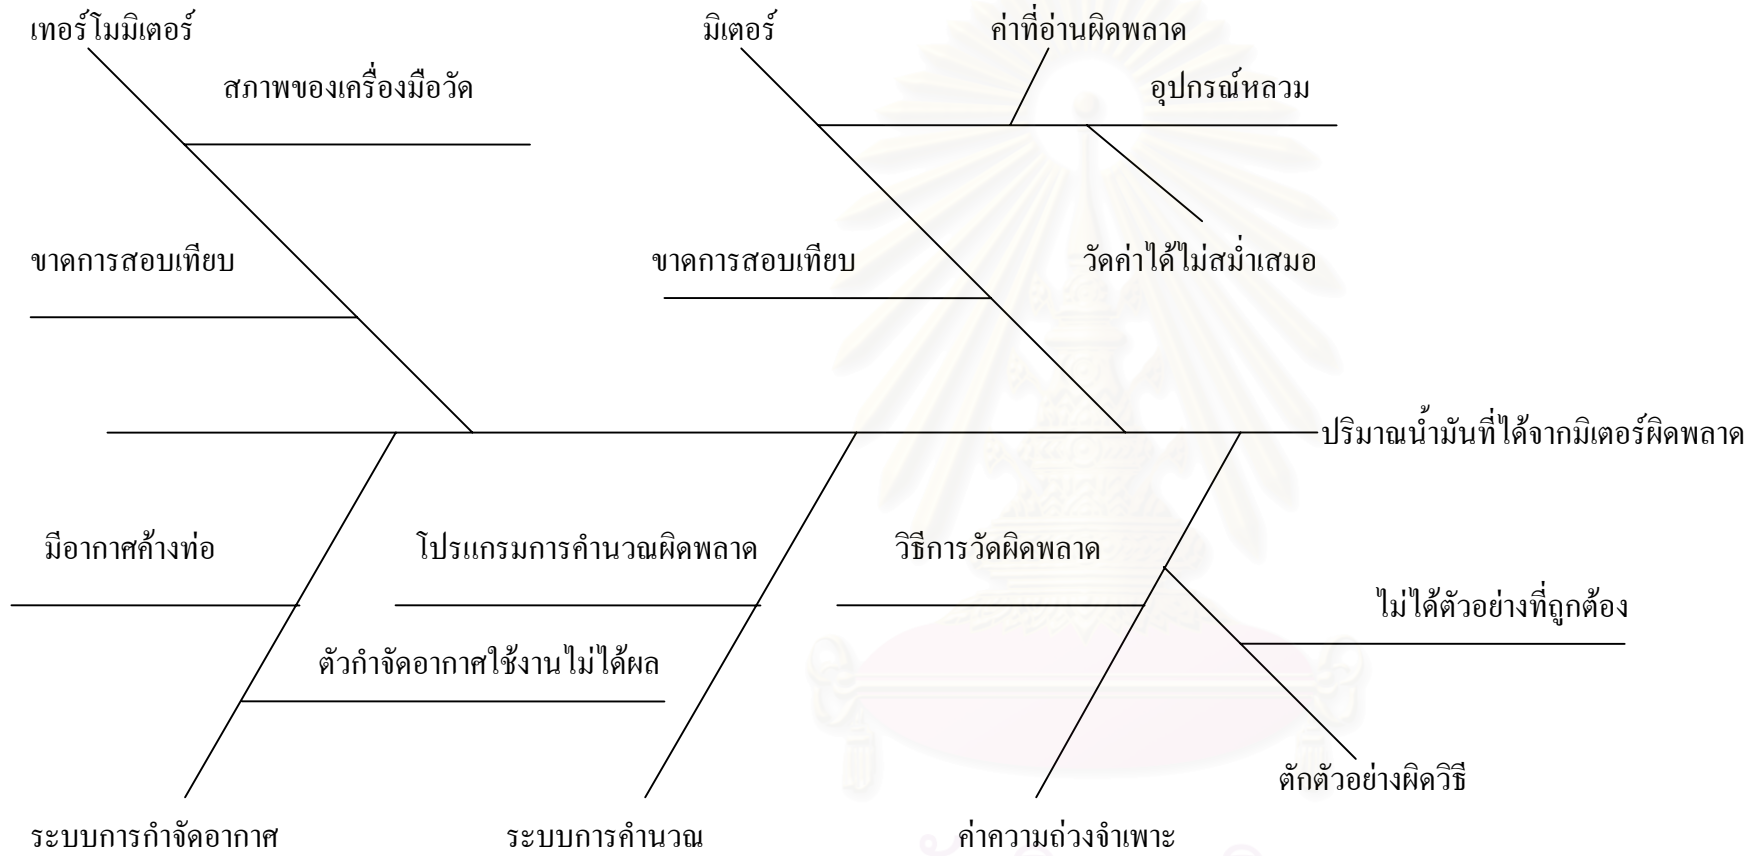 เทอร์โมมิเตอร์
มิเตอร์
ค่าที่อ่านผิดพลาด
สภาพของเครื่องมือวัด
อุปกรณ์หลวม
ขาดการสอบเทียบ
ขาดการสอบเทียบ
วัดค่าได้ไม่สม่ำเสมอ
ปริมาณน้ำมันที่ได้จากมิเตอร์ผิดพลาด
มีอากาศค้างท่อ
โปรแกรมการคำนวณผิดพลาด
วิธีการวัดผิดพลาด
ไม่ได้ตัวอย่างที่ถูกต้อง
ตัวกำจัดอากาศใช้งานไม่ได้ผล
ตักตัวอย่างผิดวิธี
ระบบการกำจัดอากาศ
ระบบการคำนวณ
ค่าความถ่วงจำเพาะ